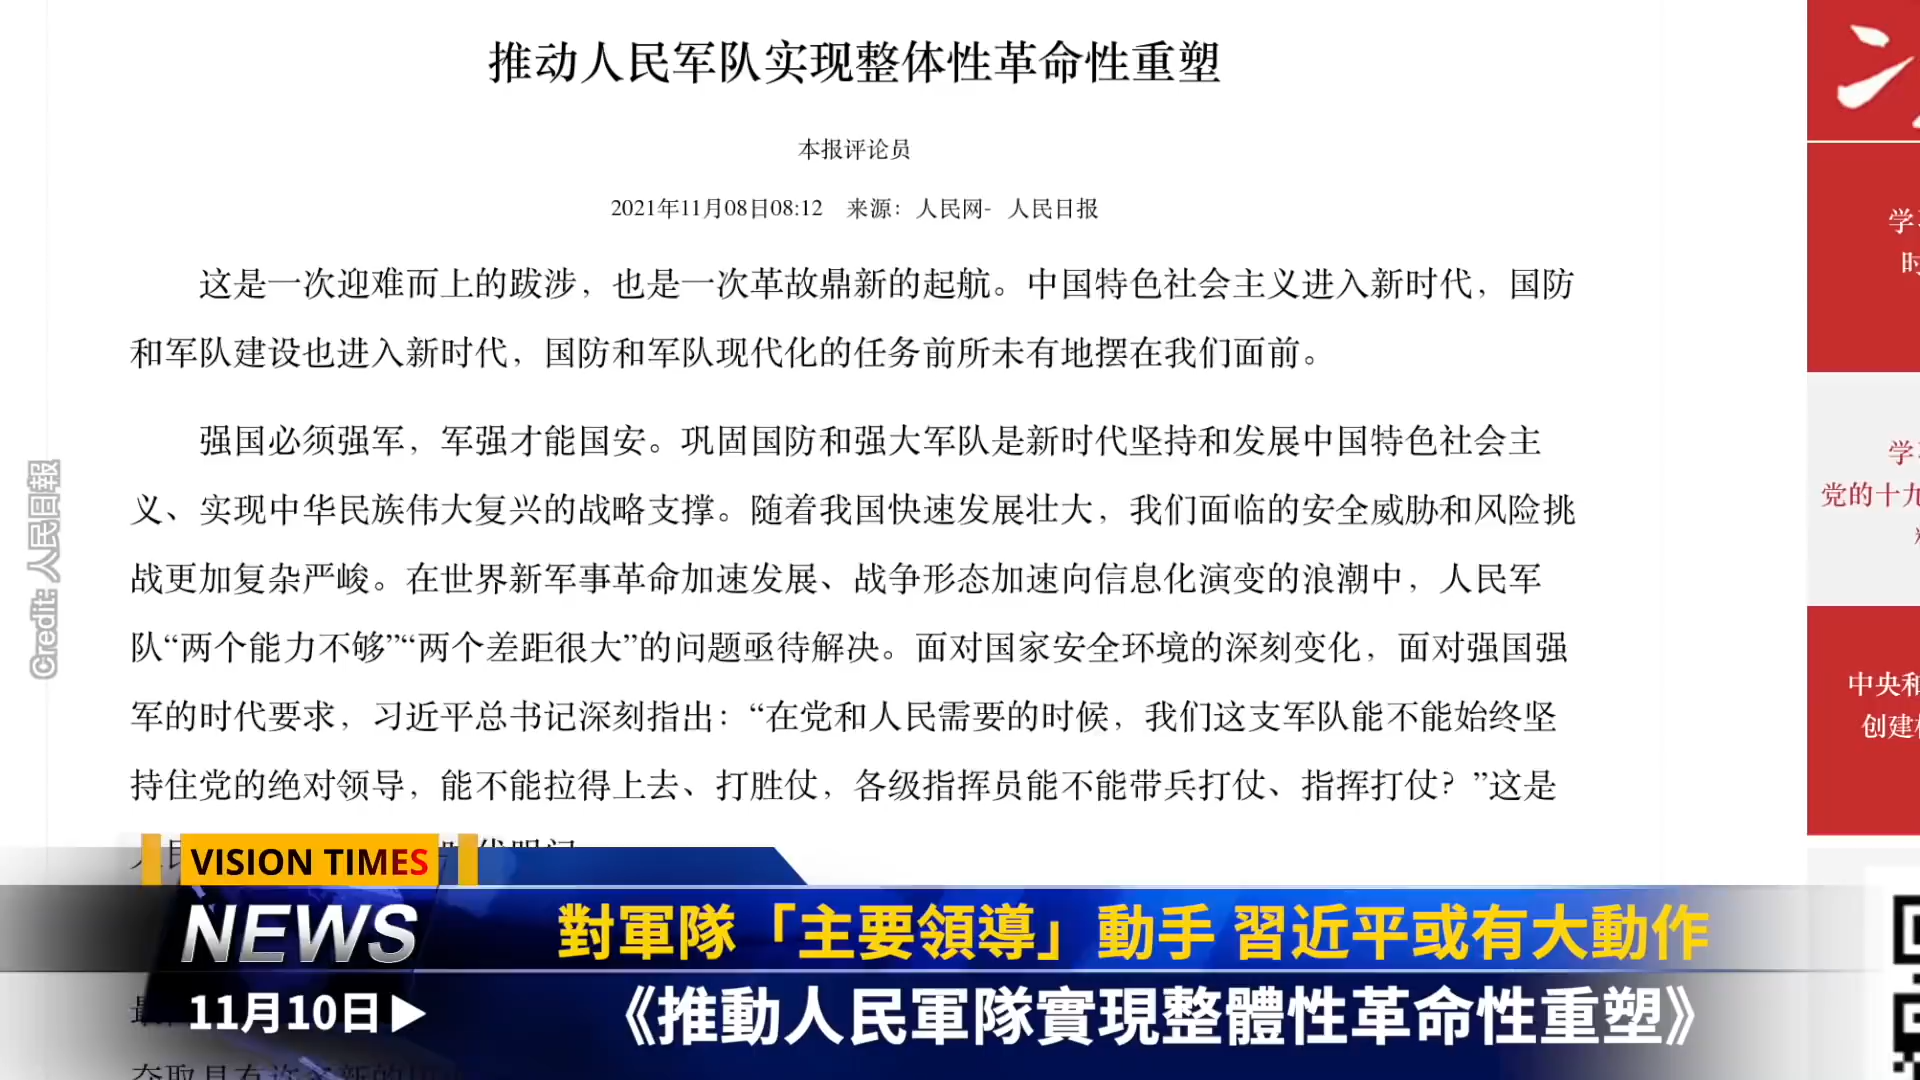 推动人民军队实现整体性革命性重塑
本报评论员
2021年11月08日08:12 来源：人民网- 人民日报
这是一次迎难而上的跋涉，也是一次革故鼎新的起航。中国特色社会主义进入新时代，国防
和军队建设也进入新时代，国防和军队现代化的任务前所未有地摆在我们面前。
强国必须强军，军强才能国安。巩固国防和强大军队是新时代坚持和发展中国特色社会主
义、实现中华民族伟大复兴的战略支撑。随着我国快速发展壮大，我们面临的安全威胁和风险挑
战更加复杂严峻。在世界新军事革命加速发展、战争形态加速向信息化演变的浪潮中，人民军
队“两个能力不够”“两个差距很大”的问题亟待解决。面对国家安全环境的深刻变化，面对强国强
军的时代要求，习近平总书记深刻指出：“在党和人民需要的时候，我们这支军队能不能始终坚
持住党的绝对领导，能不能拉得上去、打胜仗，各级指挥员能不能带兵打仗、指挥打仗？”这是
Credit: 人民日報
学
时
学
党的十九
中央和
创建
VISION TIMES
NEWS
11月10日
對軍隊「主要領導」動手 習近平或有大動作
《推動人民軍隊實現整體性革命性重塑》